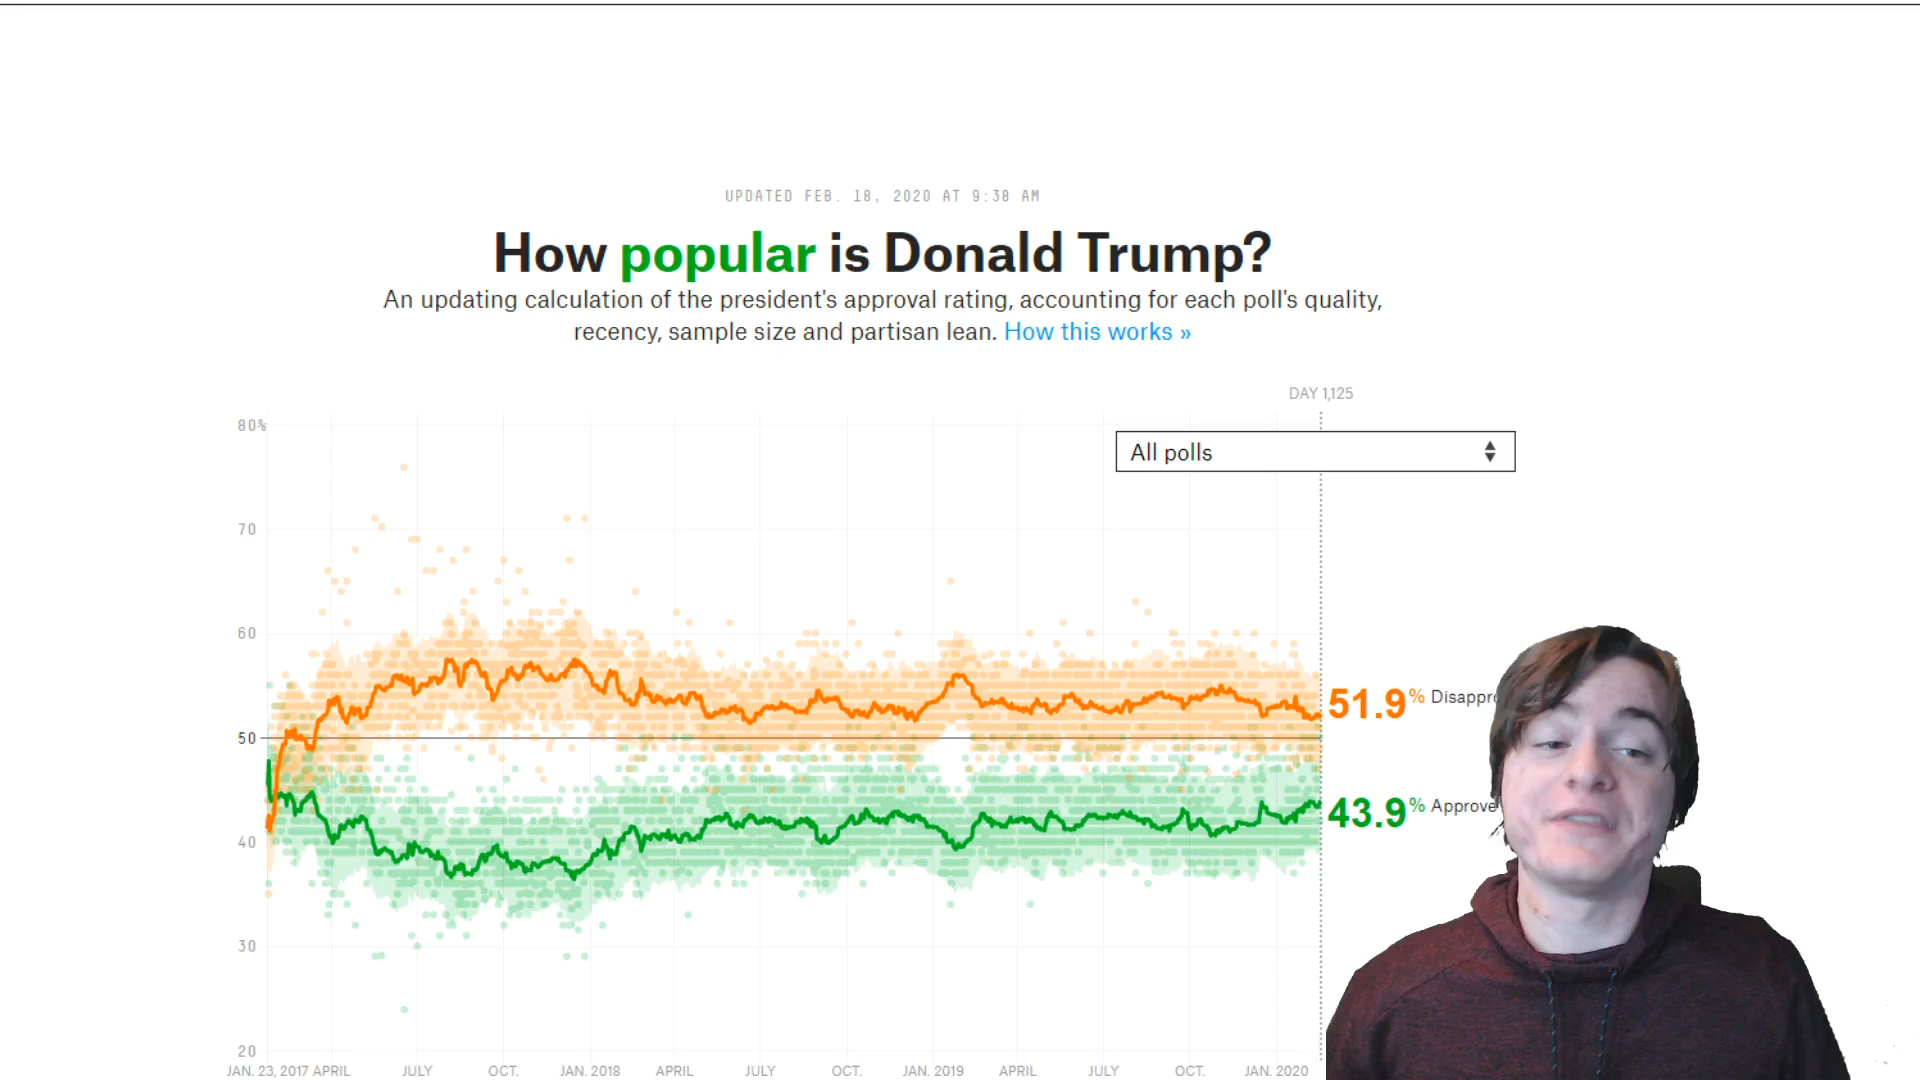 UPDATED FEB. 18, 2020 AT 9:38 AM
How popular is Donald Trump?
An updating calculation of the president's approval rating, accounting for each poll's quality,
recency, sample size and partisan lean. How this works »
DAY 1,125
80%
All polls
70
60
51.9% Disappro
50
43.9% Approve
40
30
20
JAN. 23, 2017 APRIL JULY OCT. JAN. 2018 APRIL JULY OCT. JAN. 2019 APRIL JULY OCT. JAN. 2020